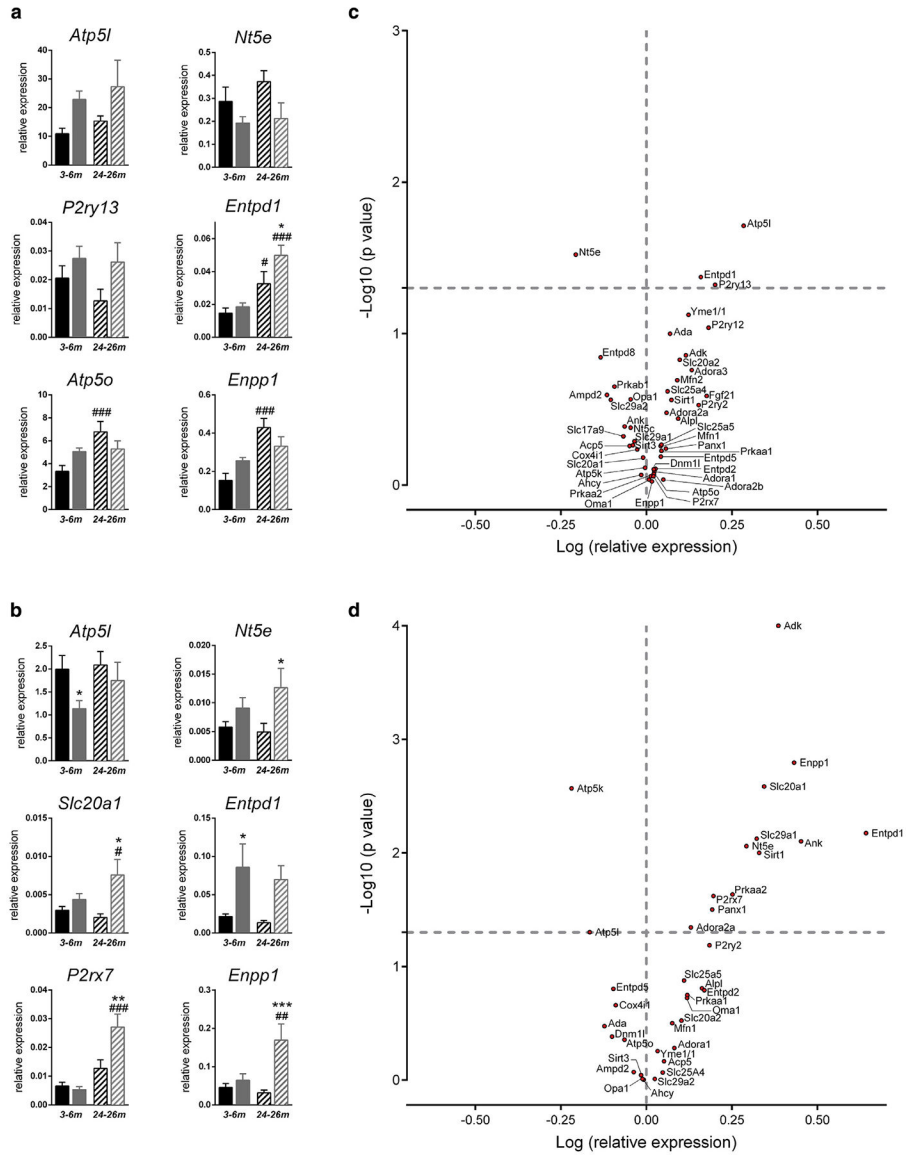 a
Atp5l
relative expression
40
30
20
10
0
3-6m 24-26m
Nt5e
relative expression
0.5
0.4
0.3
0.2
0.1
0.0
3-6m 24-26m
P2ry13
relative expression
0.04
0.03
0.02
0.01
0.00
3-6m 24-26m
Entpd1
relative expression
0.06
0.04
0.02
0.00
#
*
###
3-6m 24-26m
Atp5o
relative expression
10
8
6
4
2
0
###
3-6m 24-26m
Enpp1
relative expression
0.6
0.4
0.2
0.0
###
3-6m 24-26m
c
-Log10 (p value)
3
2
1
0
Atp5l
Nt5e
Entpd1
P2ry13
Yme1/1
P2ry12
Ada
Entpd8
Adk
Slc20a2
Adora3
Mfn2
Prkab1
Slc25a4
Ampd2
Opa1
Fgf21
Slc29a2
Sirt1
P2ry2
Adora2a
Alpl
Ank
Nt5c
Slc25a5
Slc17a9
Slc29a1
Mfn1
Acp5
Sirt3
Panx1
Cox4i1
Prkaa1
Slc20a1
Entpd5
Dnm1l
Atp5k
Entpd2
Ahcy
Adora1
Prkaa2
Adora2b
Oma1
Enpp1
Atp5o
P2rx7
-0.50 -0.25 0.00 0.25 0.50
Log (relative expression)
b
Atp5l
relative expression
2.5
2.0
1.5
1.0
0.5
0.0
*
3-6m 24-26m
Nt5e
relative expression
0.020
0.015
0.010
0.005
0.000
*
3-6m 24-26m
Slc20a1
relative expression
0.015
0.010
0.005
0.000
*
#
3-6m 24-26m
Entpd1
relative expression
0.15
0.10
0.05
0.00
*
3-6m 24-26m
P2rx7
relative expression
0.04
0.03
0.02
0.01
0.00
**
###
3-6m 24-26m
Enpp1
relative expression
0.3
0.2
0.1
0.0
***
##
3-6m 24-26m
d
-Log10 (p value)
4
3
2
1
0
Adk
Enpp1
Atp5k
Slc20a1
Entpd1
Slc29a1
Ank
Nt5e
Sirt1
Prkaa2
P2rx7
Panx1
Adora2a
Atp5l
P2ry2
Slc25a5
Entpd5
Alpl
Entpd2
Prkaa1
Cox4i1
Oma1
Slc20a2
Ada
Mfn1
Dnm1l
Atp5o
Adora1
Yme1/1
Sirt3
Acp5
Ampd2
Slc25A4
Opa1
Slc29a2
Ahcy
-0.50 -0.25 0.00 0.25 0.50
Log (relative expression)